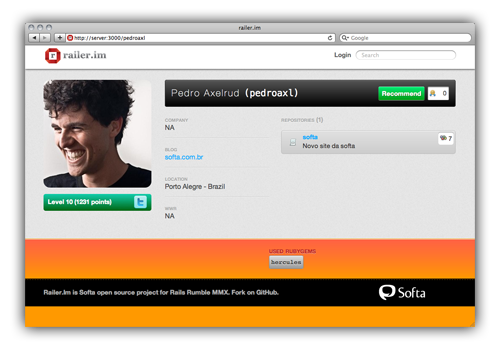 railer.im
http://server:3000/pedroaxl
Google
railer.im
Login
Search
Pedro Axelrud (pedroaxl)
Recommend
0
COMPANY
NA
REPOSITORIES (1)
softa
Novo site da softa
7
BLOG
softa.com.br
LOCATION
Porto Alegre - Brazil
Level 10 (1231 points)
WWR
NA
USED RUBYGEMS
hercules
Railer.Im is Softa open source project for Rails Rumble MMX. Fork on GitHub.
Softa